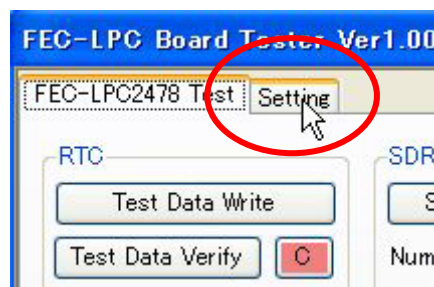 FEC-LPC Board Tester Ver1.00
FEC-LPC2478 Test Setting
RTC
SDR
Test Data Write
S
Test Data Verify C
Num